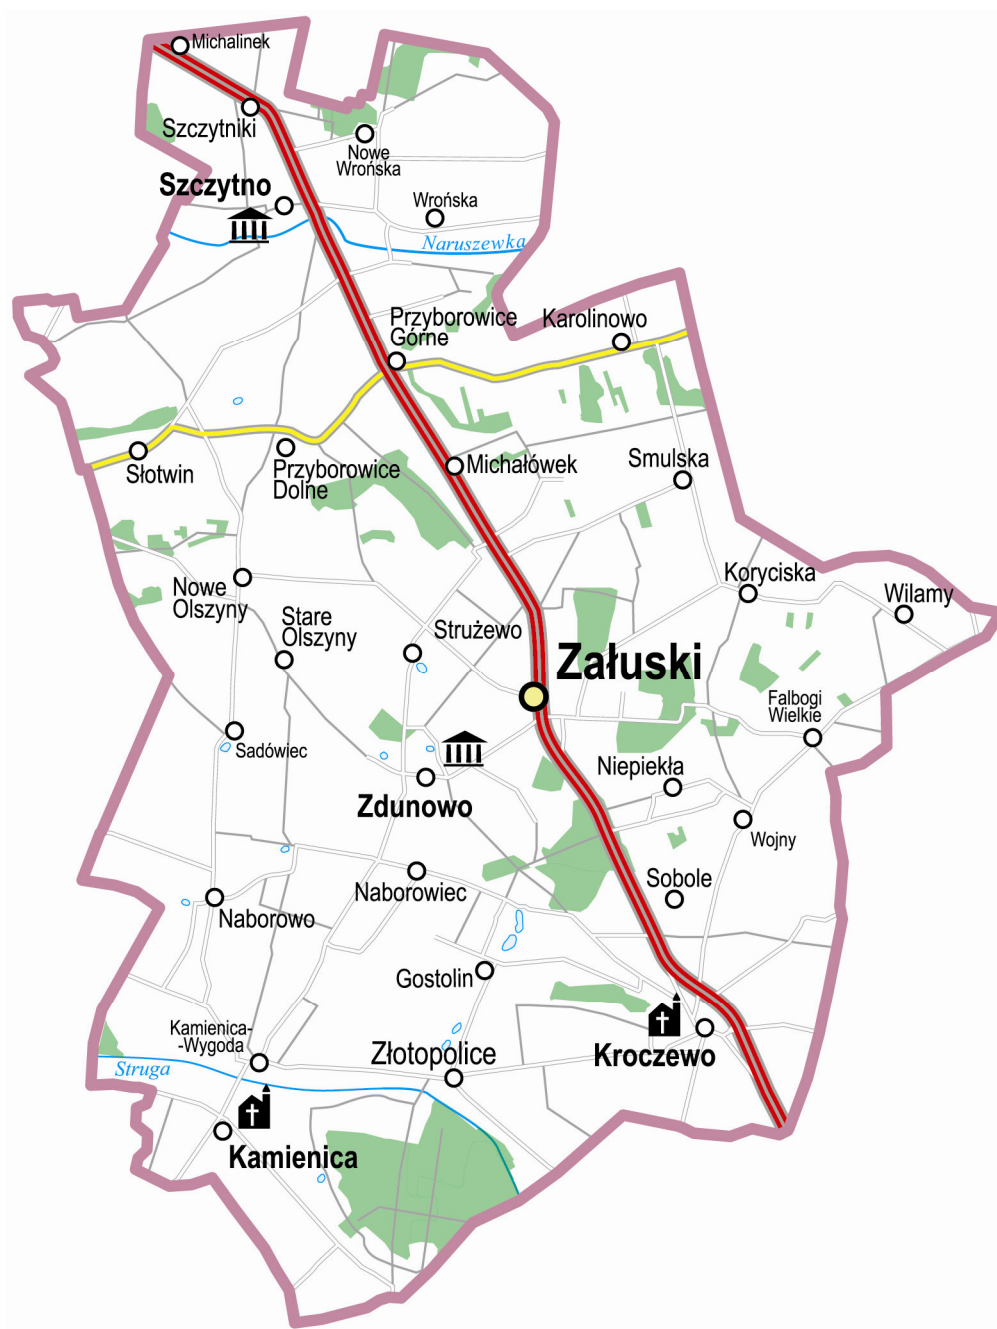 Michalinek
Szczytniki
Nowe
Wrońska
Szczytno
Wrońska
Naruszewka
Przyborowice
Górne
Karolinowo
Słotwin
Przyborowice
Dolne
Michałówek
Smulska
Nowe
Olszyny
Stare
Olszyny
Strużewo
Koryciska
Wilamy
Załuski
Falbogi
Wielkie
Sadówiec
Niepiekła
Zdunowo
Wojny
Naborowo
Naborowiec
Sobole
Gostolin
Kamienica-
-Wygoda
Złotopolice
Kroczewo
Struga
Kamienica